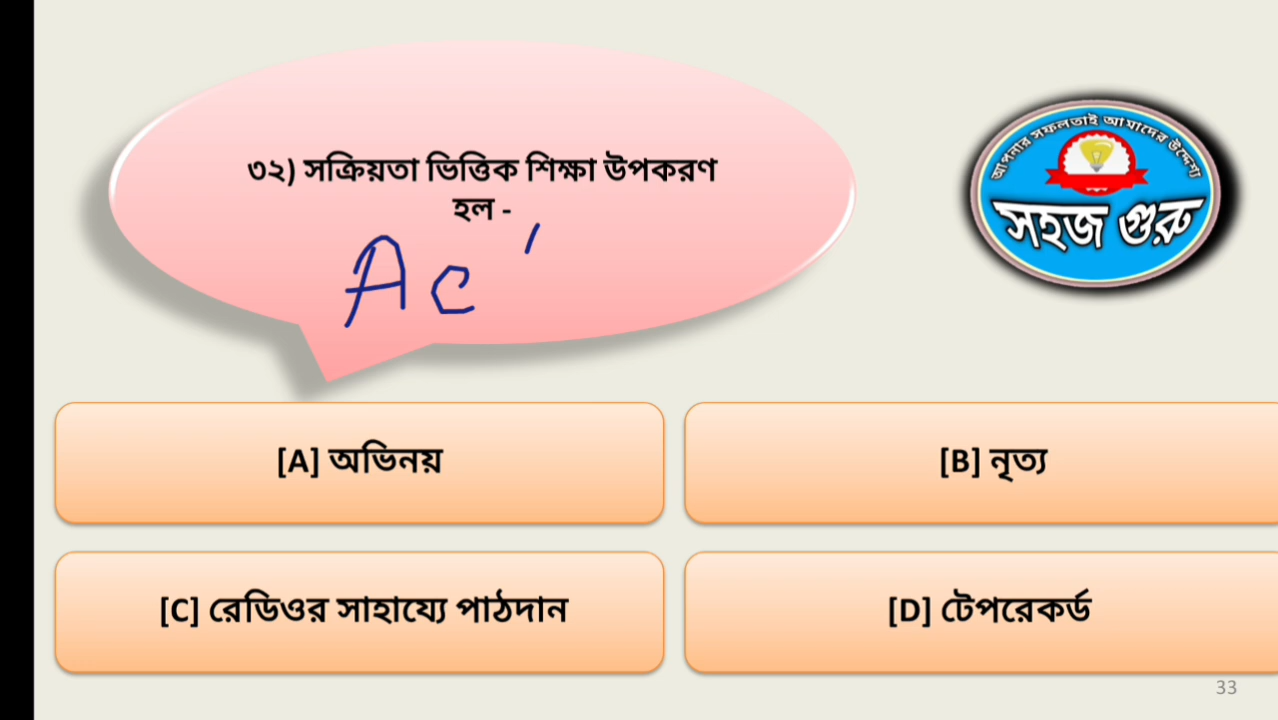 ৩২) সক্রিয়তা ভিত্তিক শিক্ষা উপকরণ
হল -
Ac
আপনার সফলতাই আমাদের উদ্দেশ্য
সহজ গুরু
[A] অভিনয়
[B] নৃত্য
[C] রেডিওর সাহায্যে পাঠদান
[D] টেপরেকর্ড
33